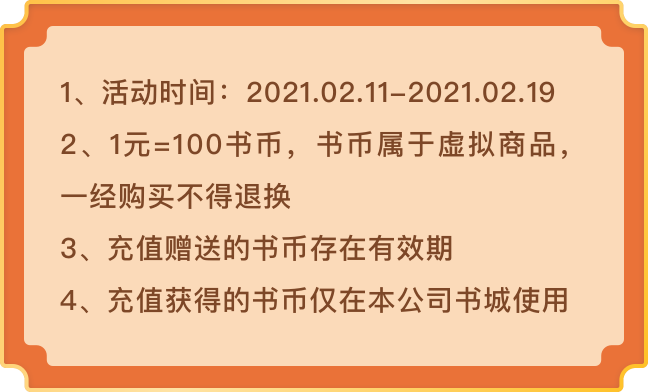 1、活动时间：2021.02.11-2021.02.19
2、1元=100书币，书币属于虚拟商品，
一经购买不得退换
3、充值赠送的书币存在有效期
4、充值获得的书币仅在本公司书城使用